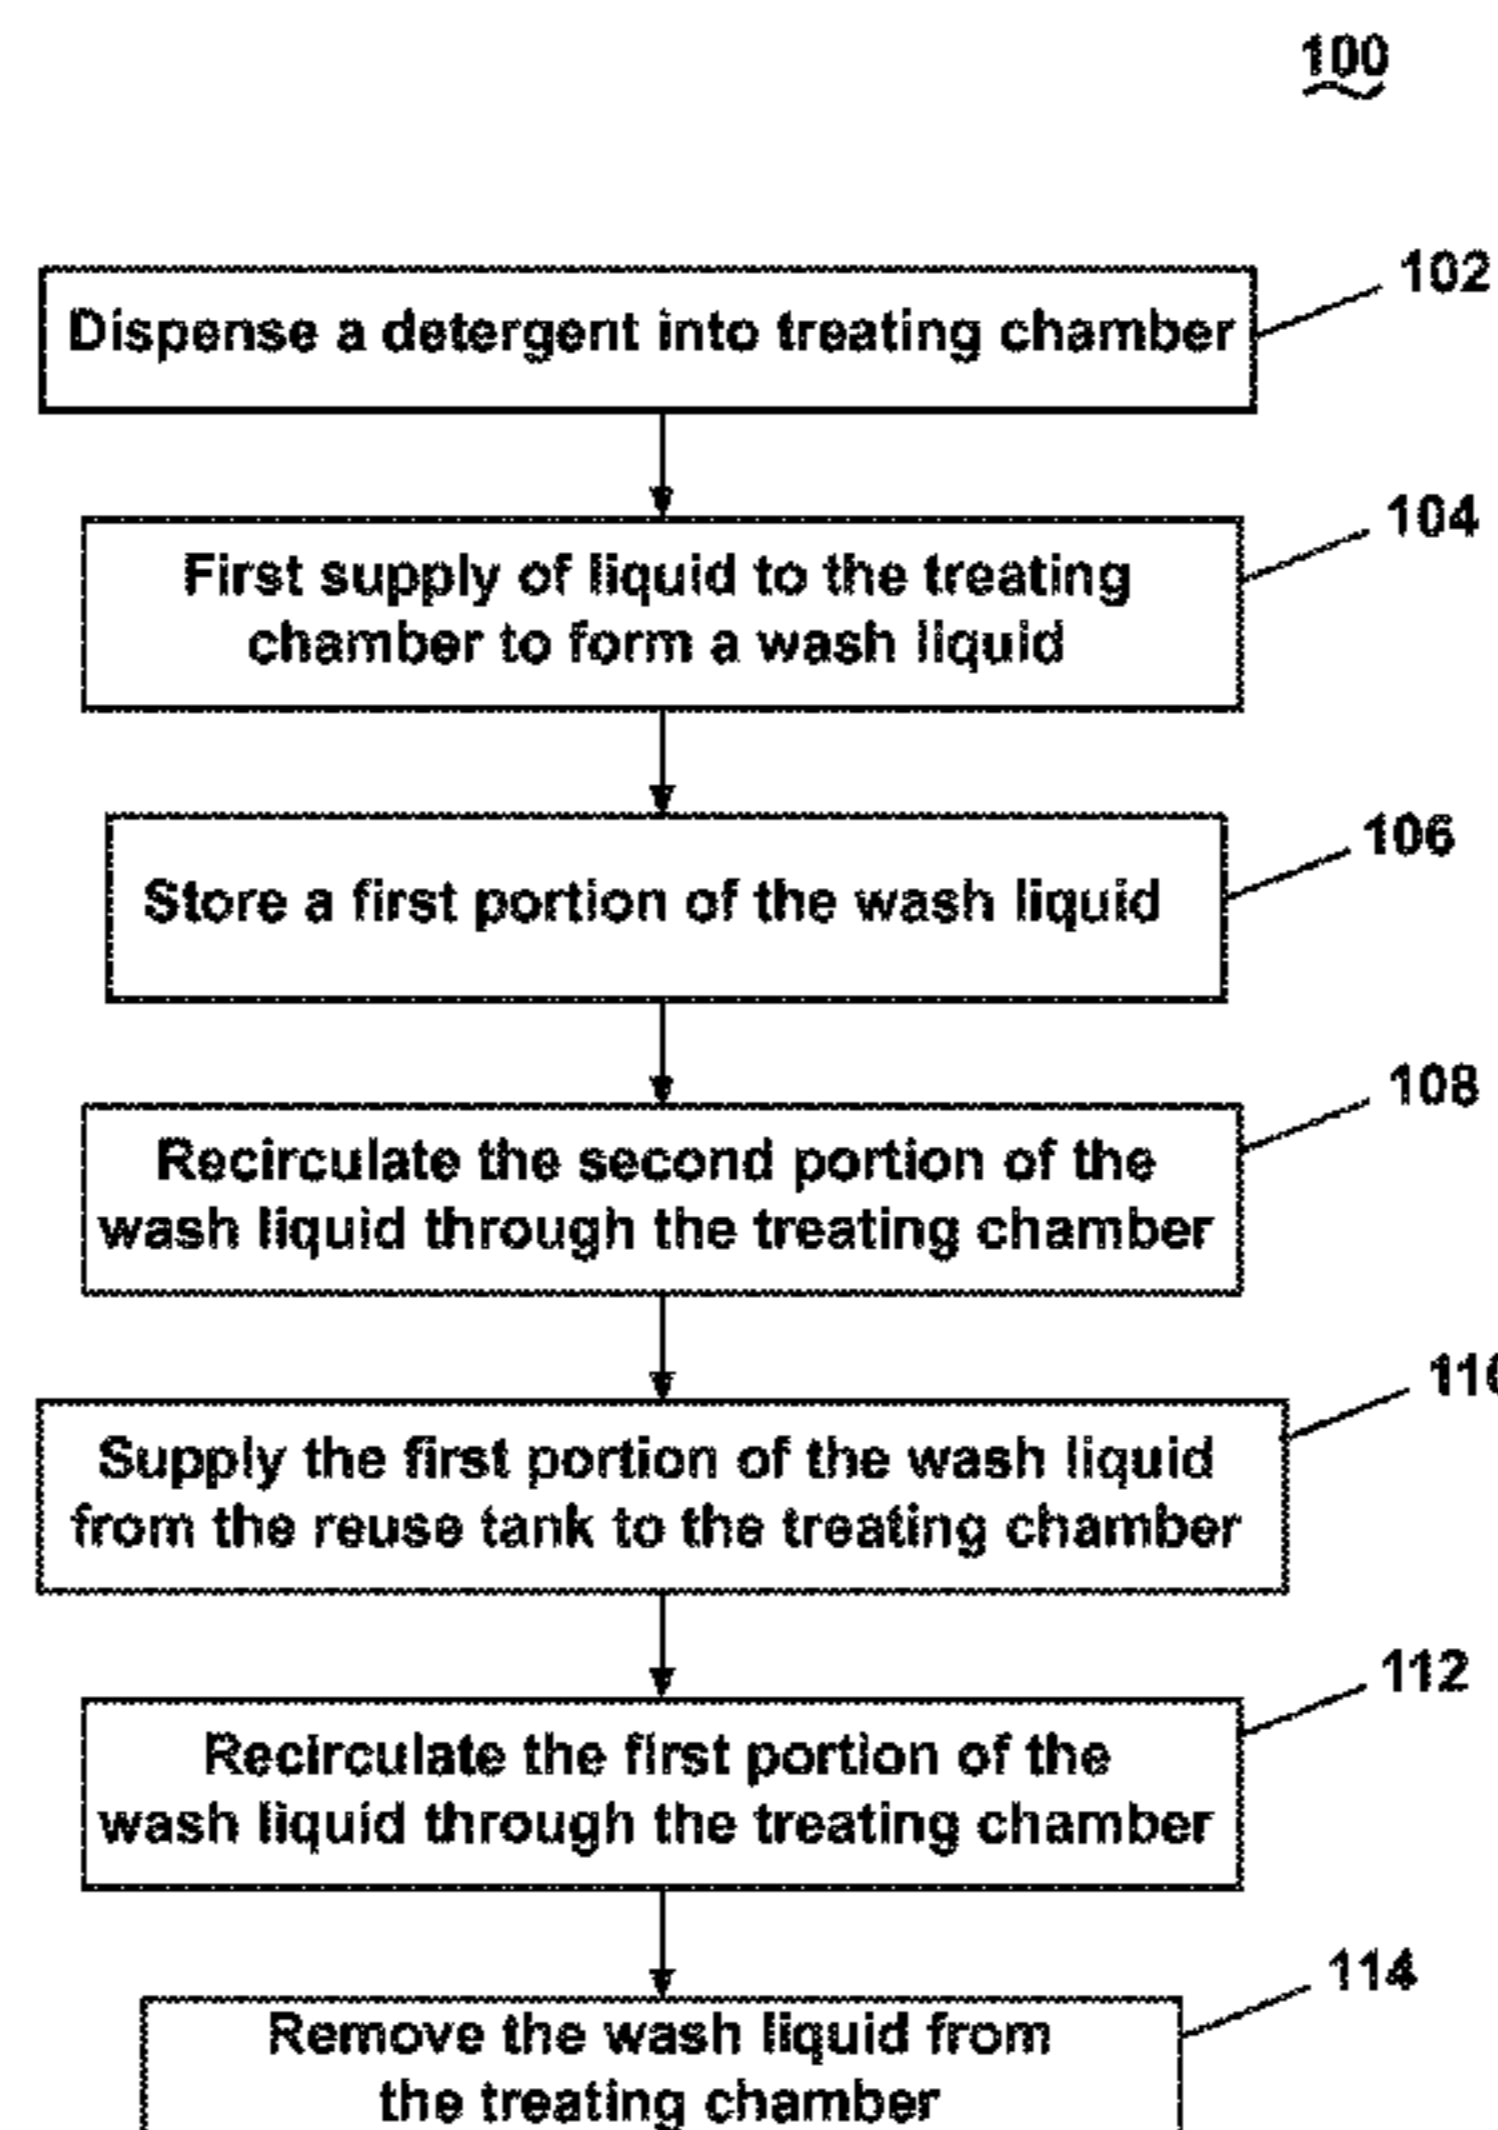 100
Dispense a detergent into treating chamber
102
First supply of liquid to the treating
chamber to form a wash liquid
104
Store a first portion of the wash liquid
106
Recirculate the second portion of the
wash liquid through the treating chamber
108
Supply the first portion of the wash liquid
from the reuse tank to the treating chamber
110
Recirculate the first portion of the
wash liquid through the treating chamber
112
Remove the wash liquid from
the treating chamber
114